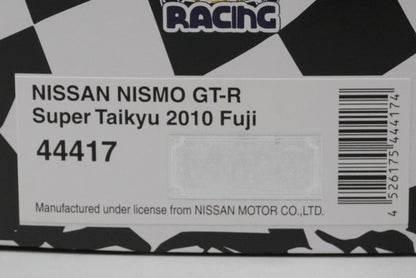 RACING
NISSAN NISMO GT-R
Super Taikyu 2010 Fuji
44417
Manufactured under license from NISSAN MOTOR CO.,LTD.
4 526175 444174